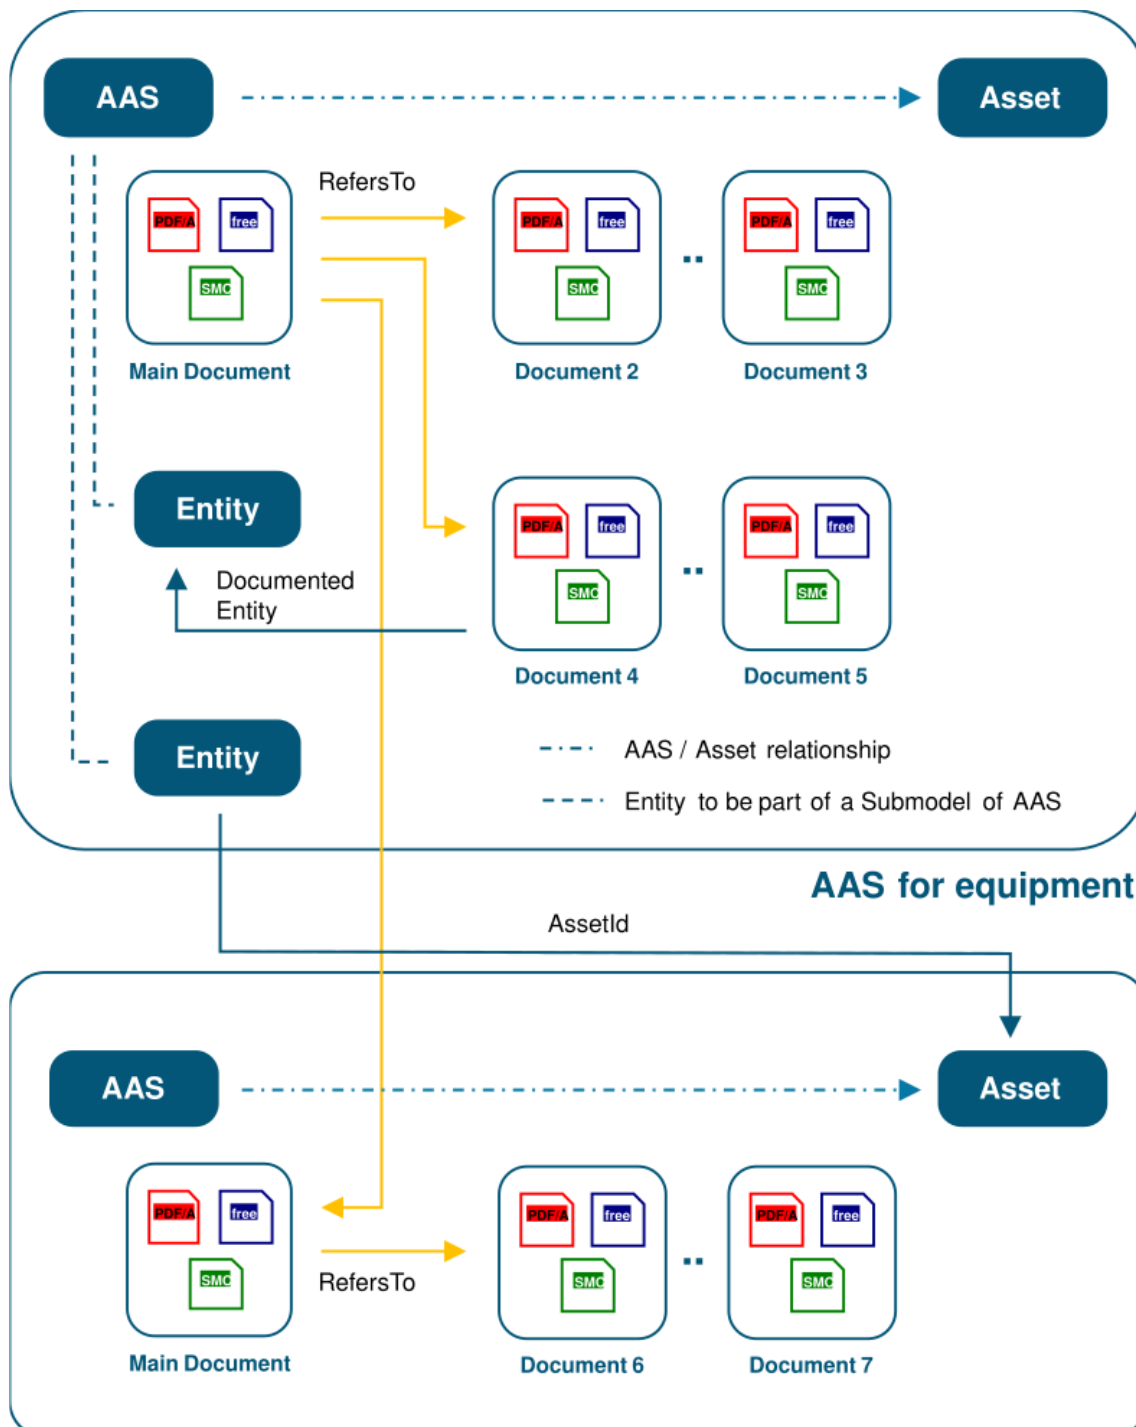 AAS
Asset
RefersTo
PDF/A
free
SMC
PDF/A
free
SMC
..
PDF/A
free
SMC
Main Document
Document 2
Document 3
Entity
Documented
Entity
PDF/A
free
SMC
..
PDF/A
free
SMC
Document 4
Document 5
Entity
AAS / Asset relationship
Entity to be part of a Submodel of AAS
AAS for equipment
AssetId
AAS
Asset
PDF/A
free
SMC
RefersTo
PDF/A
free
SMC
..
PDF/A
free
SMC
Main Document
Document 6
Document 7